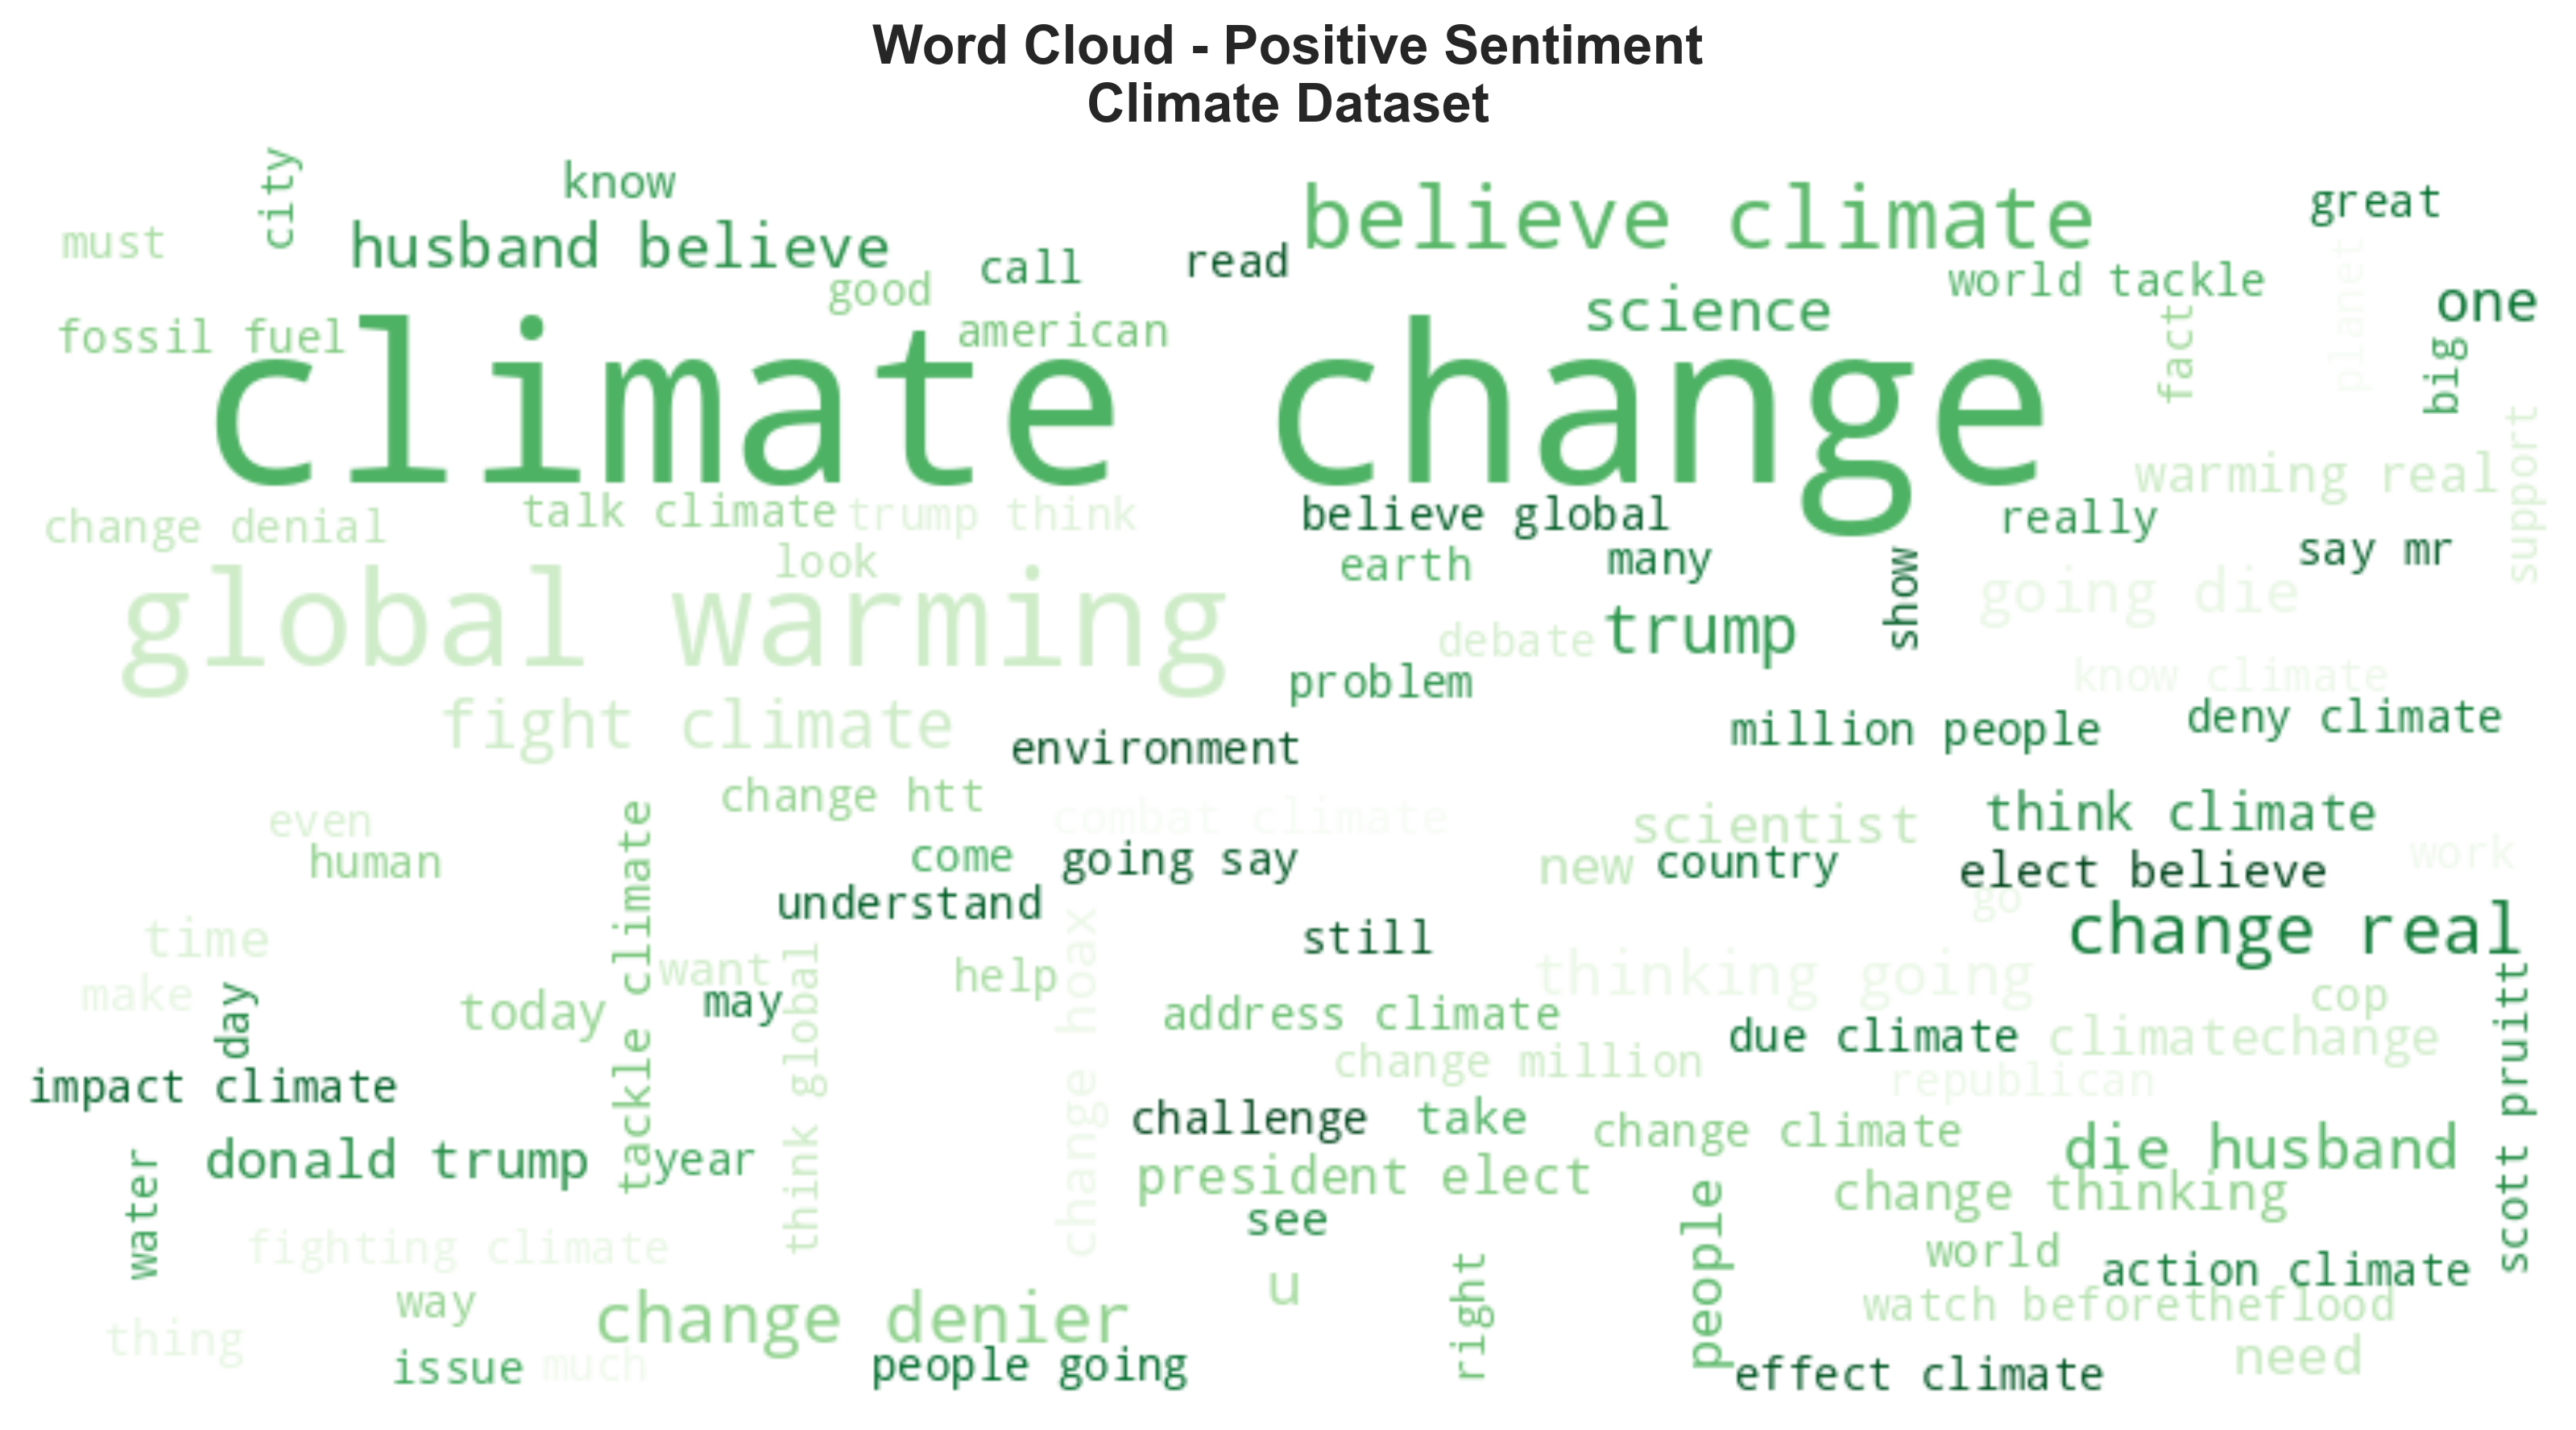 Word Cloud - Positive Sentiment
Climate Dataset
city
know
must
husband believe
believe climate
great
call
read
good
world tackle
planet
science
one
fossil fuel
american
fact
big
climate change
support
warming real
change denial
talk climate
trump think
believe global
really
look
earth
many
show
say mr
global warming
going die
trump
debate
know climate
problem
fight climate
environment
million people
deny climate
change htt
combat climate
even
human
tackle climate
come
going say
scientist
think climate
new
country
elect believe
work
go
understand
still
change real
time
want
think global
help
change hoax
thinking going
make
day
today
may
address climate
cop
due climate
climatechange
scott pruitt
change million
republican
impact climate
challenge
take
change climate
donald trump
year
president elect
die husband
water
see
people
change thinking
fighting climate
world
action climate
way
u
right
watch beforetheflood
change denier
thing
issue
much
people going
effect climate
need